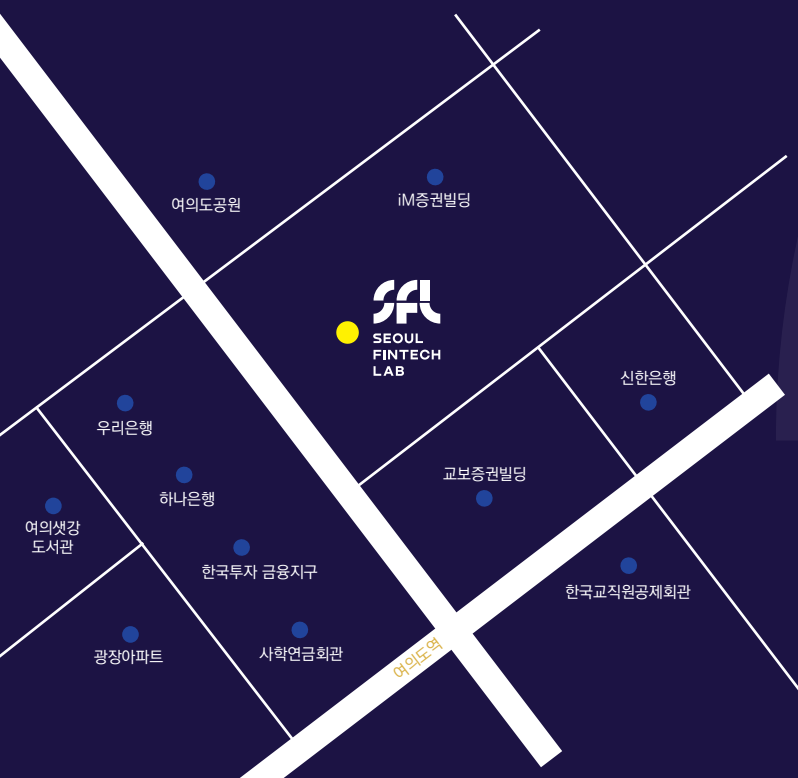 여의도공원
iM증권빌딩
SFL
SEOUL
FINTECH
LAB
신한은행
우리은행
교보증권빌딩
하나은행
여의샛강
도서관
한국투자 금융지구
한국교직원공제회관
광장아파트
사학연금회관
여의도역